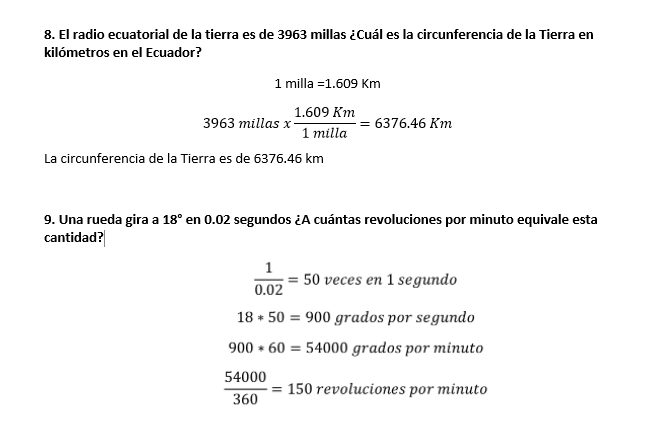 8. El radio ecuatorial de la tierra es de 3963 millas ¿Cuál es la circunferencia de la Tierra en
kilómetros en el Ecuador?
1 milla =1.609 Km
3963 millas x 1.609 Km / 1 milla = 6376.46 Km
La circunferencia de la Tierra es de 6376.46 km
9. Una rueda gira a 18° en 0.02 segundos ¿A cuántas revoluciones por minuto equivale esta
cantidad?
1 / 0.02 = 50 veces en 1 segundo
18 * 50 = 900 grados por segundo
900 * 60 = 54000 grados por minuto
54000 / 360 = 150 revoluciones por minuto